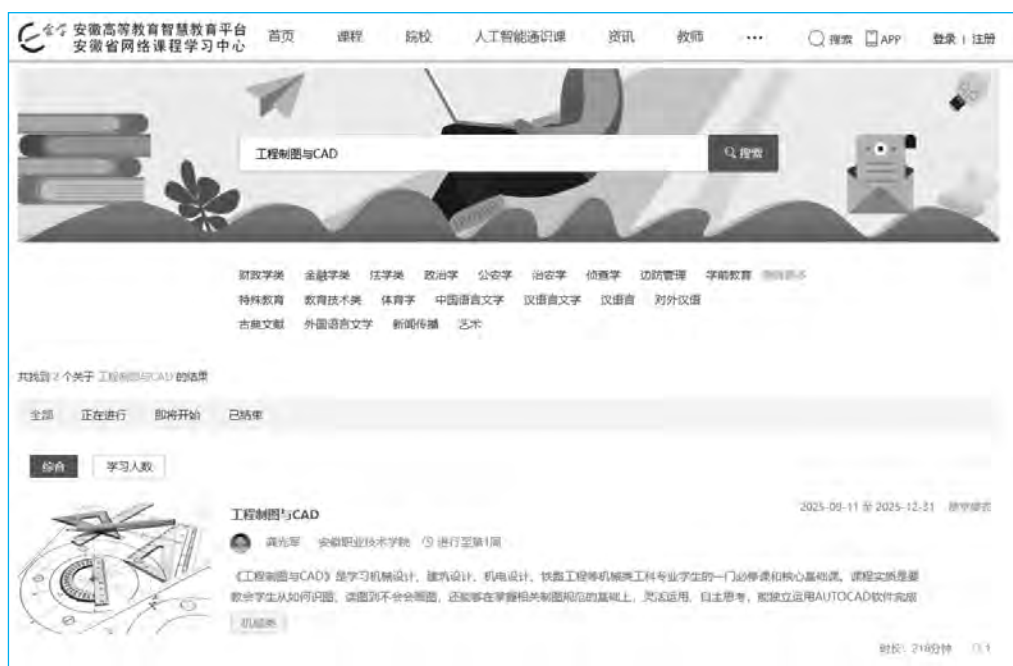 安徽高等教育智慧教育平台
安徽省网络课程学习中心
首页 课程 院校 人工智能通识课 资讯 教师 ··· 搜索 APP 登录 | 注册
工程制图与CAD 搜索
财政学类 金融学类 法学类 政治学 公安学 治安学 侦查学 边防管理 学前教育
特殊教育 教育技术类 体育学 中国语言文学 汉语言文学 汉语言 对外汉语
古典文献 外国语言文学 新闻传播 艺术
共找到 2 个关于 工程制图与CAD 的结果
全部 正在进行 即将开始 已结束
综合 学习人数
工程制图与CAD
2025-09-11 至 2025-12-31
安徽职业技术学院 进行至第1周
《工程制图与CAD》是学习机械设计、建筑设计、机电设计、铁路工程等机械类工科专业学生的一门必修课和核心基础课。课程实质是要
教会学生从如何识图、读图到不会会画图，还能够在掌握相关制图规范的基础上，灵活运用、自主思考，能独立运用AUTOCAD软件完成
机械类
时长：218分钟 1